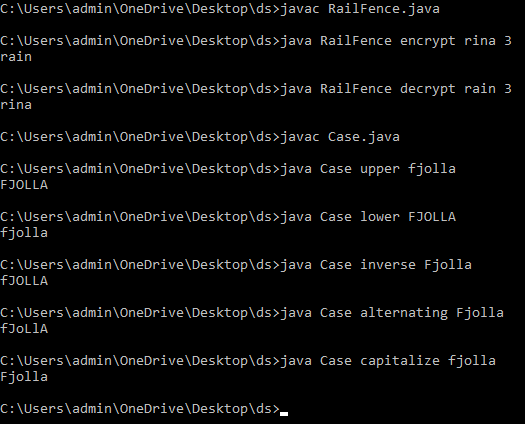 C:\Users\admin\OneDrive\Desktop\ds>javac RailFence.java
C:\Users\admin\OneDrive\Desktop\ds>java RailFence encrypt rina 3
rain
C:\Users\admin\OneDrive\Desktop\ds>java RailFence decrypt rain 3
rina
C:\Users\admin\OneDrive\Desktop\ds>javac Case.java
C:\Users\admin\OneDrive\Desktop\ds>java Case upper fjolla
FJOLLA
C:\Users\admin\OneDrive\Desktop\ds>java Case lower FJOLLA
fjolla
C:\Users\admin\OneDrive\Desktop\ds>java Case inverse Fjolla
fJOLLA
C:\Users\admin\OneDrive\Desktop\ds>java Case alternating Fjolla
fJoLlA
C:\Users\admin\OneDrive\Desktop\ds>java Case capitalize fjolla
Fjolla
C:\Users\admin\OneDrive\Desktop\ds>